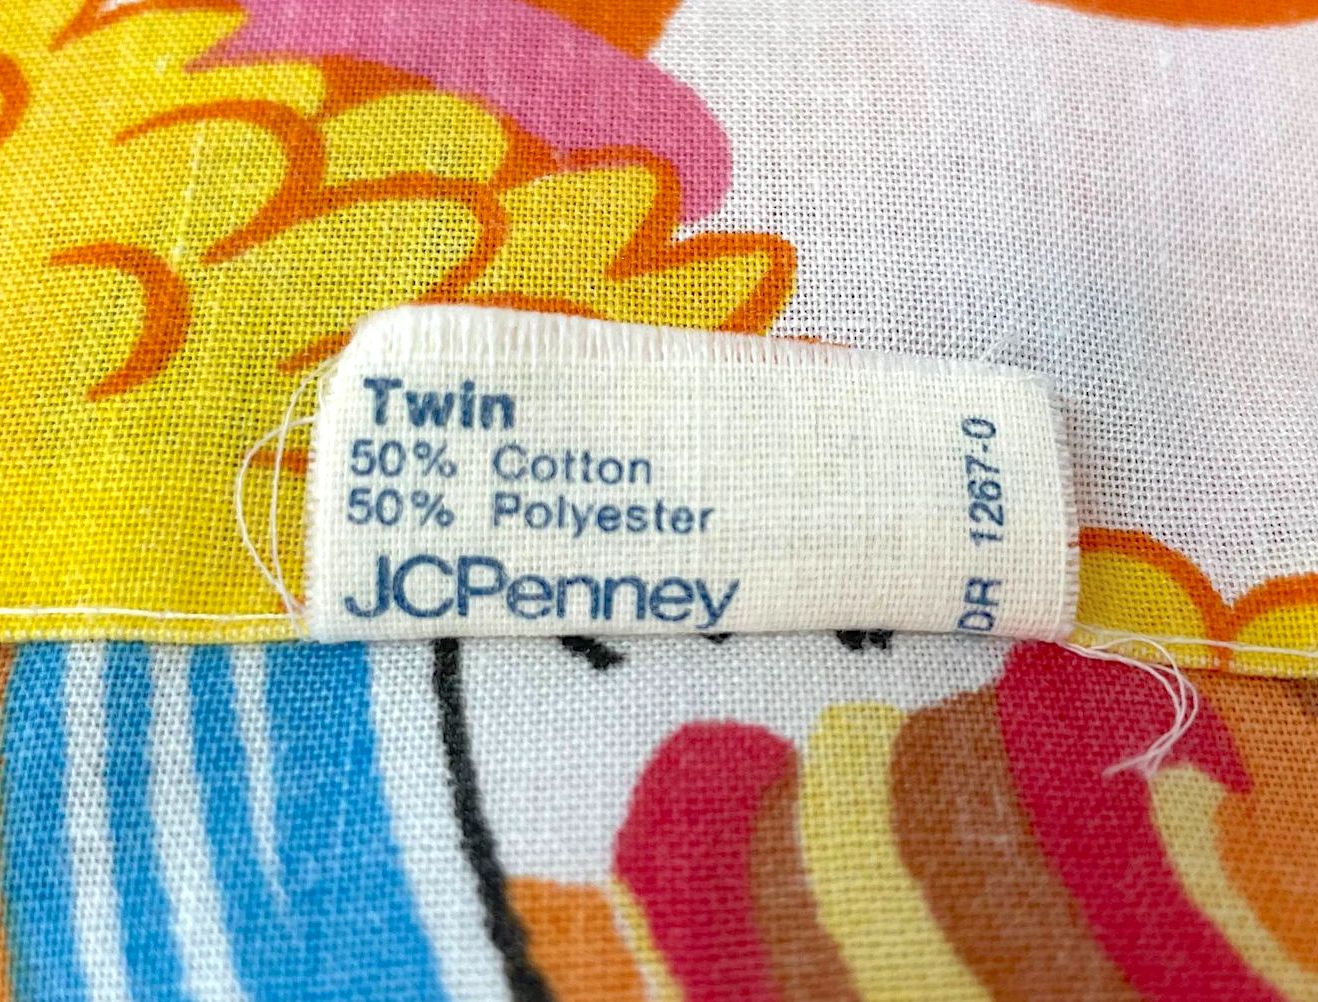 Twin
50% Cotton
50% Polyester
JCPenney
DR 1267-0